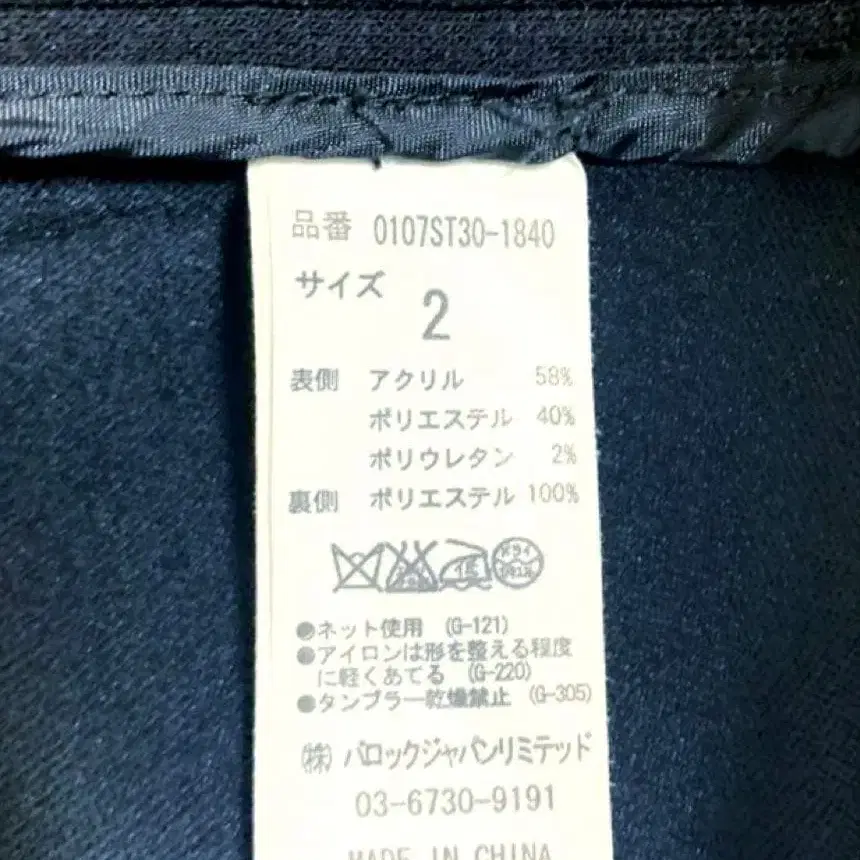 品番 0107ST30-1840
サイズ 2
表側 アクリル 58%
ポリエステル 40%
ポリウレタン 2%
裏側 ポリエステル 100%
ドライ
●ネット使用 (G-121)
●アイロンは形を整える程度
に軽くあてる (G-220)
●タンブラー乾燥禁止 (G-305)
㈱バロックジャパンリミテッド
03-6730-9191
MADE IN CHINA